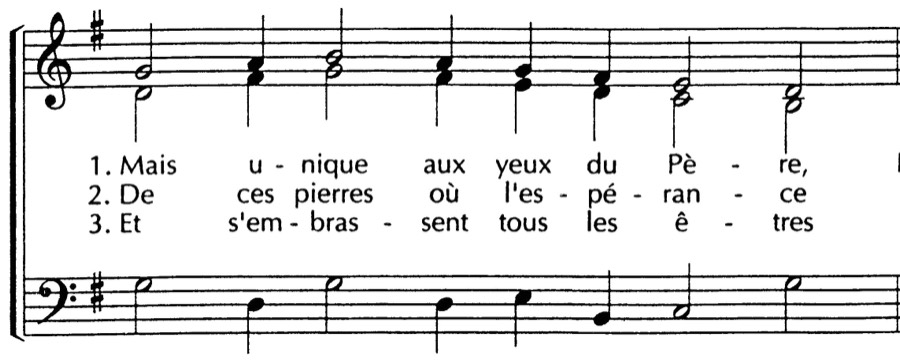 1. Mais u - nique aux yeux du Pè - re,
2. De ces pierres où l'es - pé - ran - ce
3. Et s'em - bras - sent tous les ê - tres